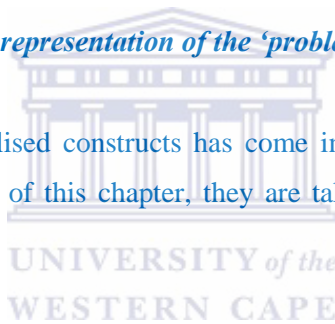 representation of the ‘probl
lised constructs has come in
of this chapter, they are ta
UNIVERSITY of the
WESTERN CAPE